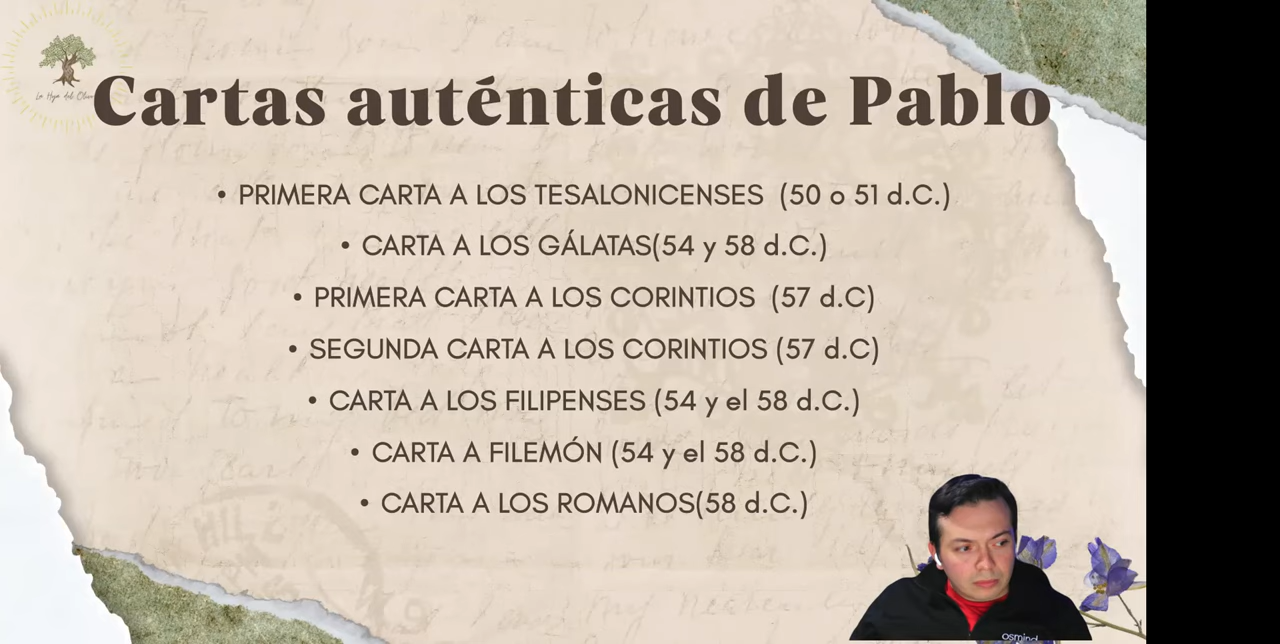 Cartas auténticas de Pablo
• PRIMERA CARTA A LOS TESALONICENSES (50 o 51 d.C.)
• CARTA A LOS GÁLATAS(54 y 58 d.C.)
• PRIMERA CARTA A LOS CORINTIOS (57 d.C)
• SEGUNDA CARTA A LOS CORINTIOS (57 d.C)
• CARTA A LOS FILIPENSES (54 y el 58 d.C.)
• CARTA A FILEMÓN (54 y el 58 d.C.)
• CARTA A LOS ROMANOS(58 d.C.)
osmind